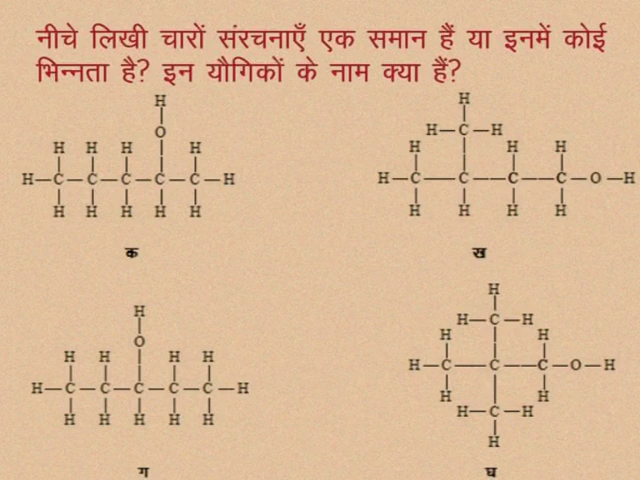 नीचे लिखी चारों संरचनाएँ एक समान हैं या इनमें कोई
भिन्नता है? इन यौगिकों के नाम क्या हैं?
H
O
H H H H
H—C—C—C—C—C—H
H H H H H
क
H
H—C—H
H H H
H—C—C—C—C—O—H
H H H H
ख
H
O
H H H H
H—C—C—C—C—C—H
H H H H H
ग
H
H—C—H
H H
H—C—C—C—O—H
H H
H—C—H
H
घ